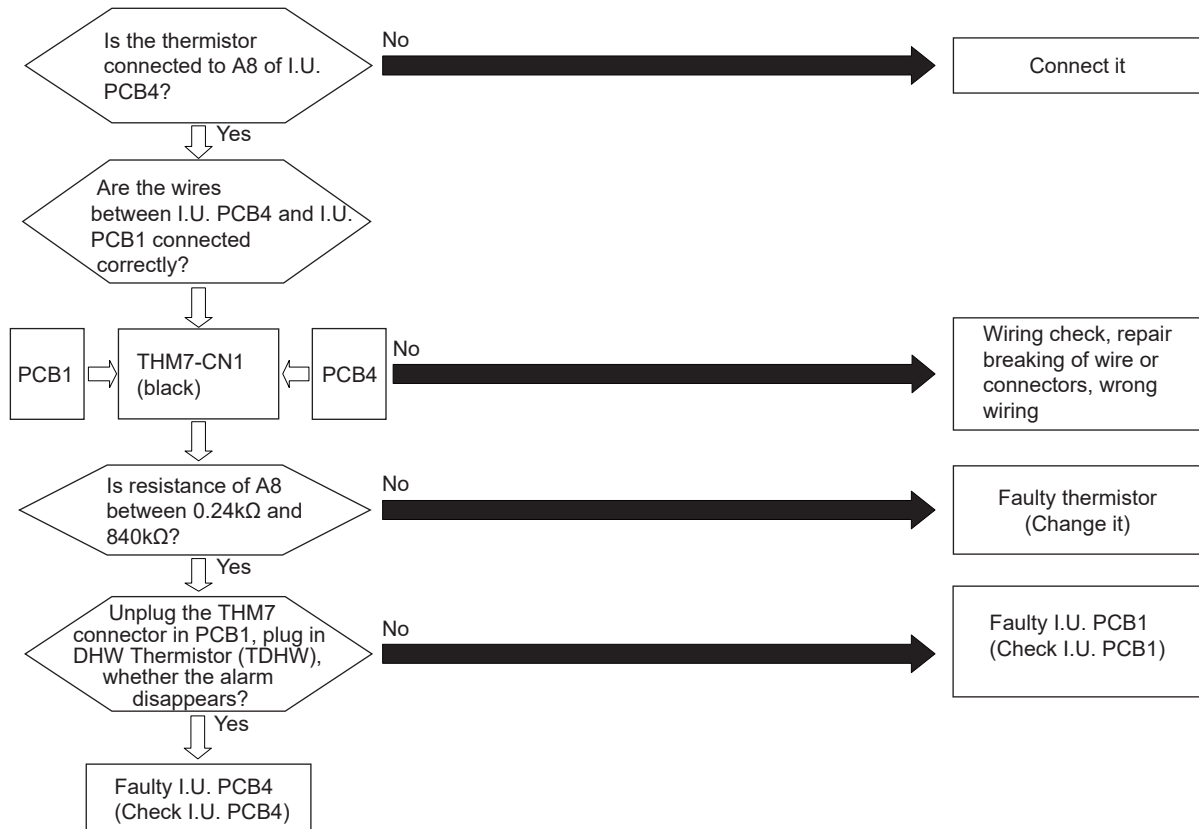 Is the thermistor
connected to A8 of I.U.
PCB4?
No
Connect it
Yes
Are the wires
between I.U. PCB4 and I.U.
PCB1 connected
correctly?
PCB1
THM7-CN1
(black)
PCB4
No
Wiring check, repair
breaking of wire or
connectors, wrong
wiring
Is resistance of A8
between 0.24kΩ and
840kΩ?
No
Faulty thermistor
(Change it)
Yes
Unplug the THM7
connector in PCB1, plug in
DHW Thermistor (TDHW),
whether the alarm
disappears?
No
Faulty I.U. PCB1
(Check I.U. PCB1)
Yes
Faulty I.U. PCB4
(Check I.U. PCB4)